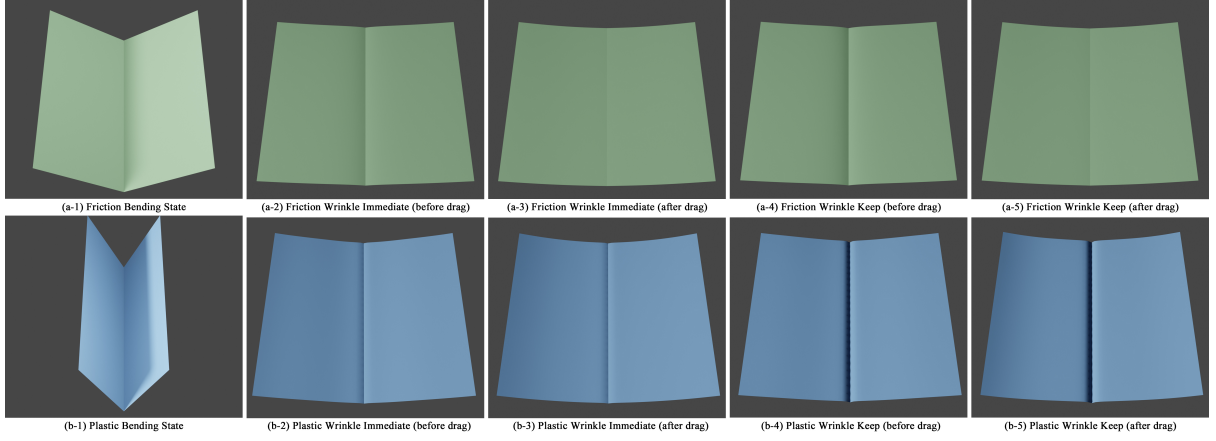 (a-1) Friction Bending State
(a-2) Friction Wrinkle Immediate (before drag)
(a-3) Friction Wrinkle Immediate (after drag)
(a-4) Friction Wrinkle Keep (before drag)
(a-5) Friction Wrinkle Keep (after drag)
(b-1) Plastic Bending State
(b-2) Plastic Wrinkle Immediate (before drag)
(b-3) Plastic Wrinkle Immediate (after drag)
(b-4) Plastic Wrinkle Keep (before drag)
(b-5) Plastic Wrinkle Keep (after drag)